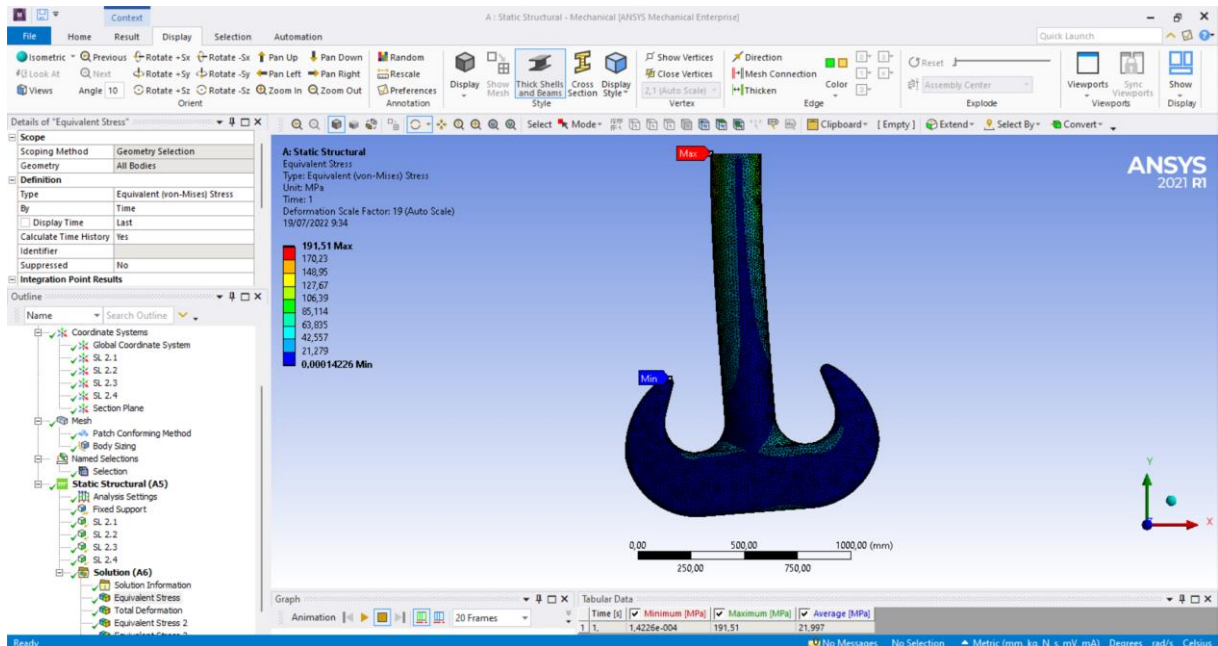 Context
A : Static Structural - Mechanical [ANSYS Mechanical Enterprise]
File Home Result Display Selection Automation
Quick Launch
Isometric Previous Rotate +Sx Rotate -Sx Pan Up Pan Down Random
Look At Next Rotate +Sy Rotate -Sy Pan Left Pan Right Rescale
Views Angle 10 Rotate +Sz Rotate -Sz Zoom In Zoom Out Preferences
Orient Annotation
Display Show Mesh Thick Shells and Beams Cross Section Display Style
Style
Show Vertices
Close Vertices
2,1 (Auto Scale)
Vertex
Direction
Mesh Connection
Thicken
Color
Edge
Reset
Assembly Center
Explode
Viewports Sync Viewports
Viewports
Show
Display
Details of "Equivalent Stress"
Select Mode Clipboard [ Empty ] Extend Select By Convert
Scope
Scoping Method Geometry Selection
Geometry All Bodies
Definition
Type Equivalent (von-Mises) Stress
By Time
Display Time Last
Calculate Time History Yes
Identifier
Suppressed No
Integration Point Results
Outline
Name Search Outline
Coordinate Systems
Global Coordinate System
SL 2.1
SL 2.2
SL 2.3
SL 2.4
Section Plane
Mesh
Patch Conforming Method
Body Sizing
Named Selections
Selection
Static Structural (A5)
Analysis Settings
Fixed Support
SL 2.1
SL 2.2
SL 2.3
SL 2.4
Solution (A6)
Solution Information
Equivalent Stress
Total Deformation
Equivalent Stress 2
A: Static Structural
Equivalent Stress
Type: Equivalent (von-Mises) Stress
Unit: MPa
Time: 1
Deformation Scale Factor: 19 (Auto Scale)
19/07/2022 9:34
191,51 Max
170,23
148,95
127,67
106,39
85,114
63,835
42,557
21,279
0,00014226 Min
Max
Min
ANSYS
2021 R1
Y
X
0,00 500,00 1000,00 (mm)
250,00 750,00
Graph
Animation 20 Frames
Tabular Data
Time [s] Minimum [MPa] Maximum [MPa] Average [MPa]
1 1, 1,4226e-004 191,51 21,997
Ready
No Messages No Selection Metric (mm, kg, N, s, mV, mA) Degrees rad/s Celsius